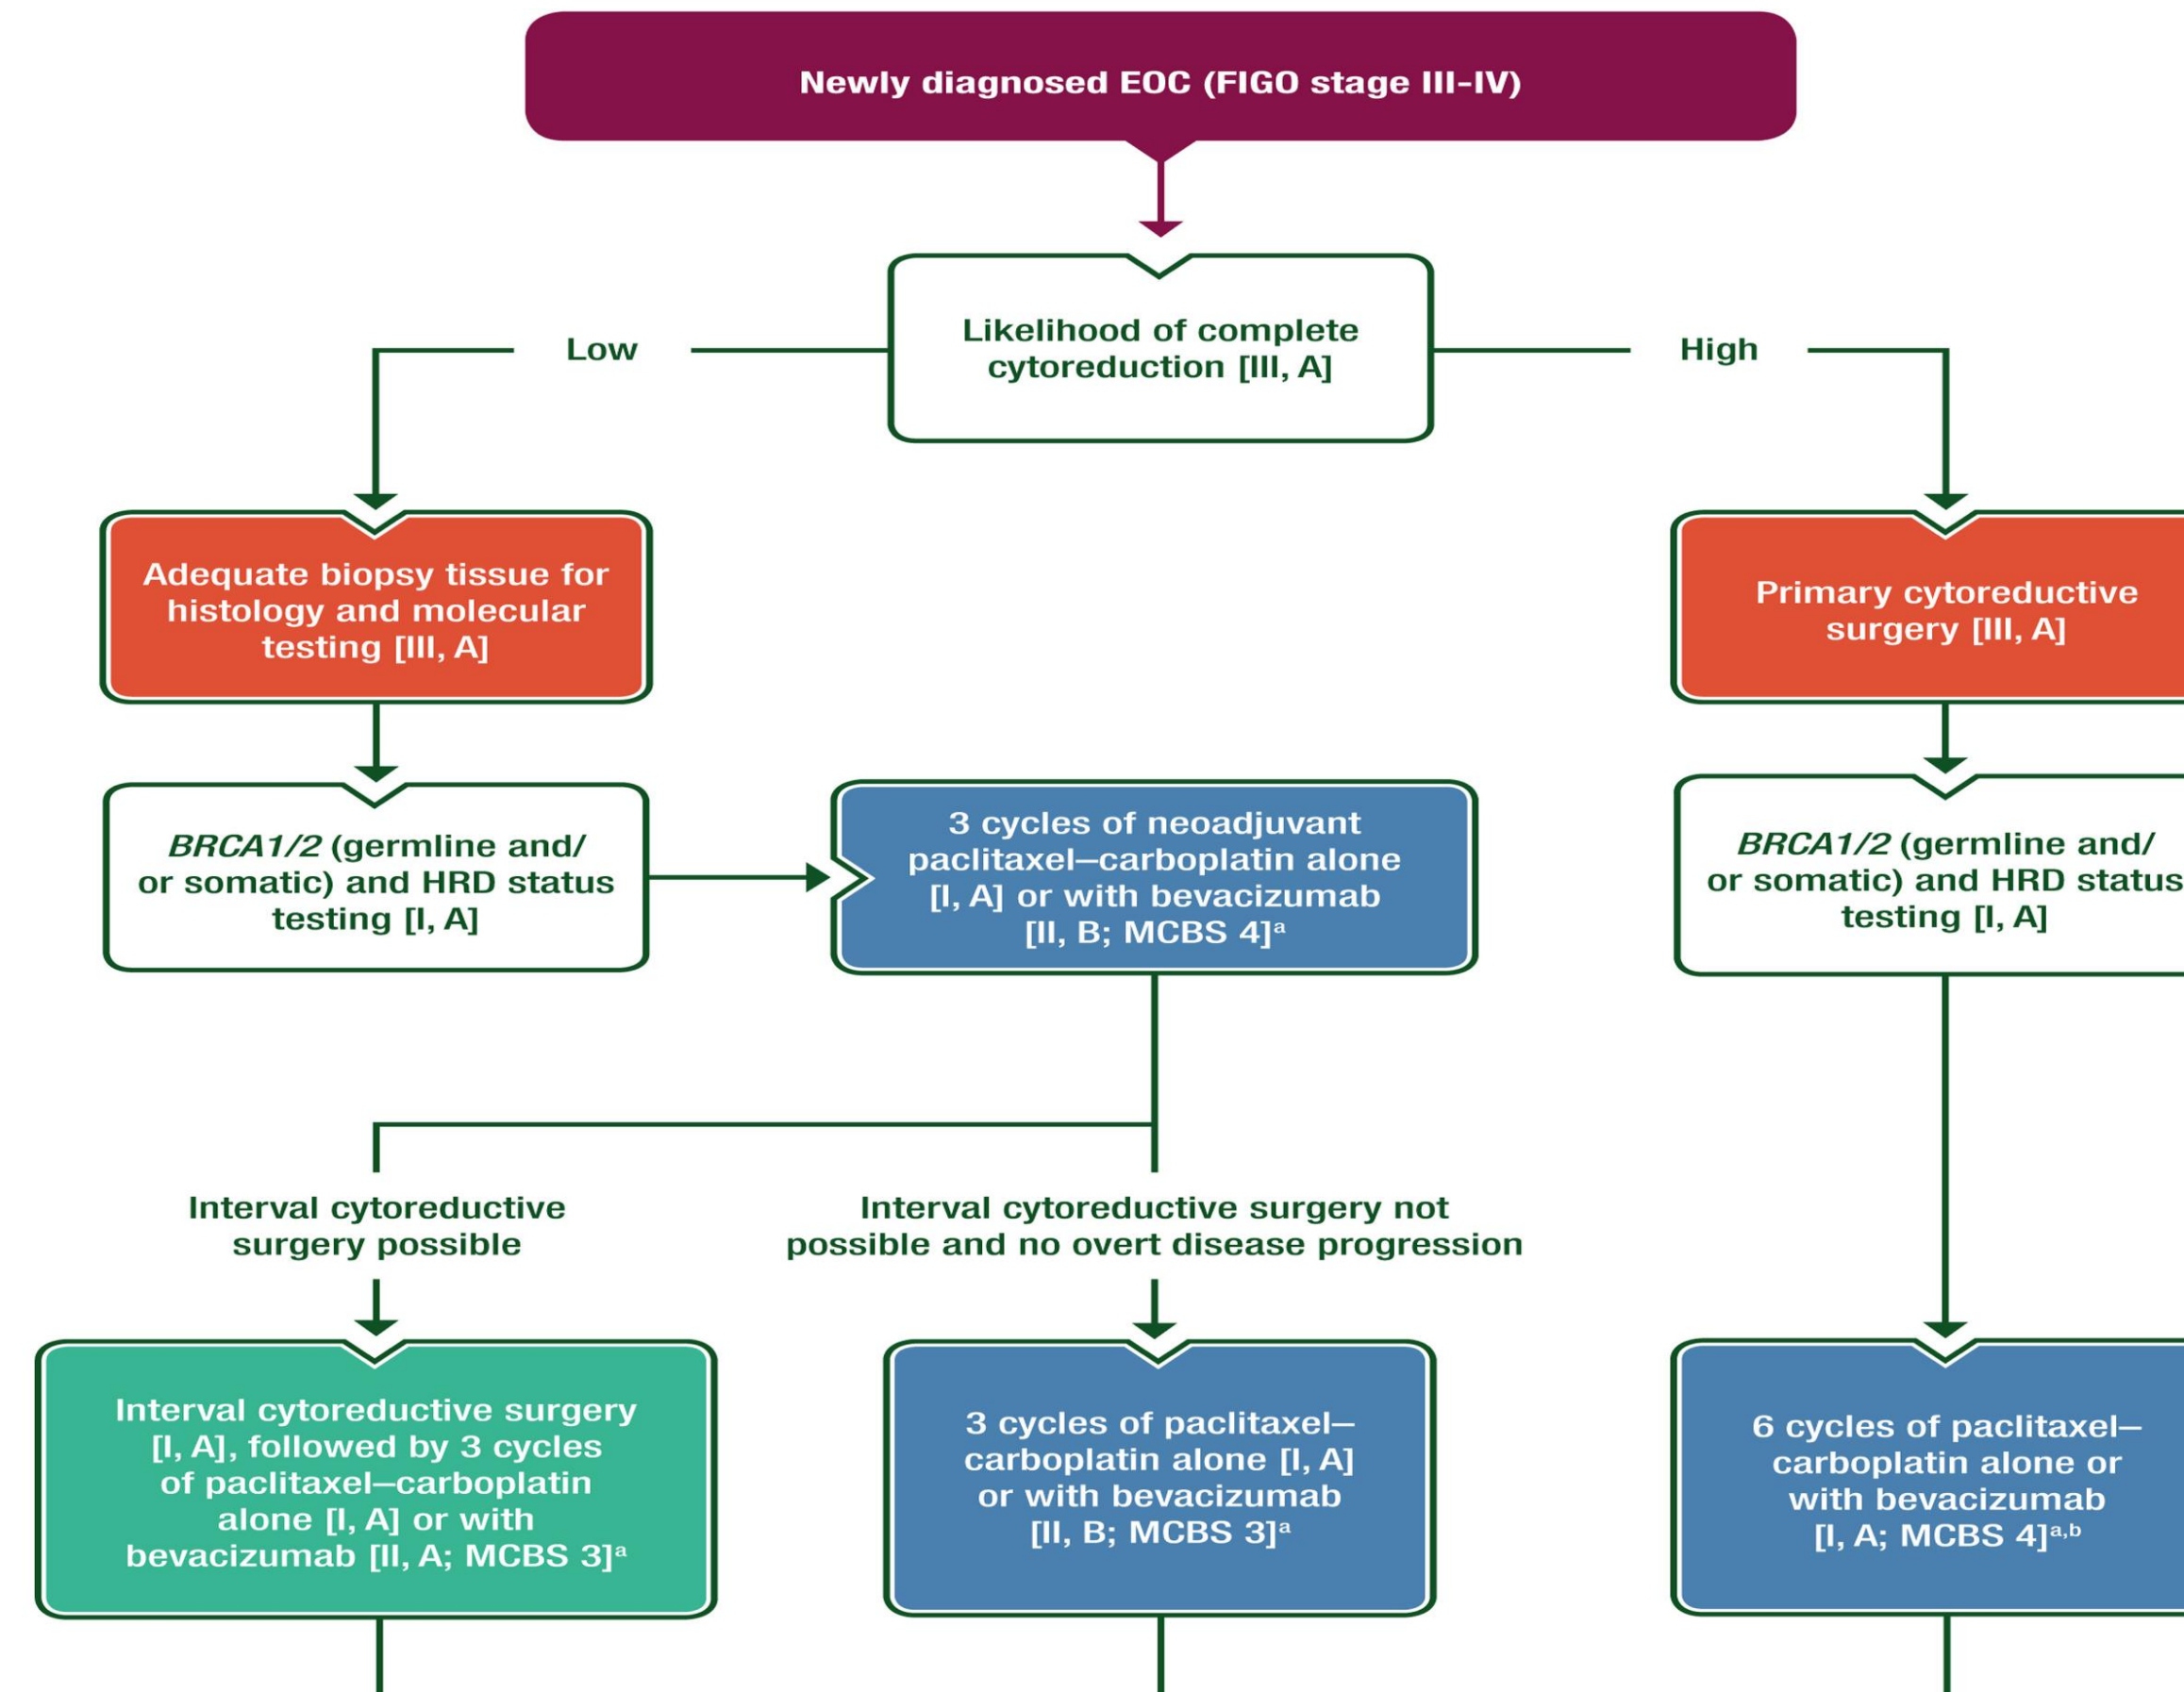 Newly diagnosed EOC (FIGO stage III–IV)
Likelihood of complete
cytoreduction [III, A]
Low
High
Adequate biopsy tissue for
histology and molecular
testing [III, A]
Primary cytoreductive
surgery [III, A]
BRCA1/2 (germline and/
or somatic) and HRD status
testing [I, A]
3 cycles of neoadjuvant
paclitaxel–carboplatin alone
[I, A] or with bevacizumab
[II, B; MCBS 4]ᵃ
BRCA1/2 (germline and/
or somatic) and HRD status
testing [I, A]
Interval cytoreductive
surgery possible
Interval cytoreductive surgery not
possible and no overt disease progression
Interval cytoreductive surgery
[I, A], followed by 3 cycles
of paclitaxel–carboplatin
alone [I, A] or with
bevacizumab [II, A; MCBS 3]ᵃ
3 cycles of paclitaxel–
carboplatin alone [I, A]
or with bevacizumab
[II, B; MCBS 3]ᵃ
6 cycles of paclitaxel–
carboplatin alone or
with bevacizumab
[I, A; MCBS 4]ᵃ,ᵇ